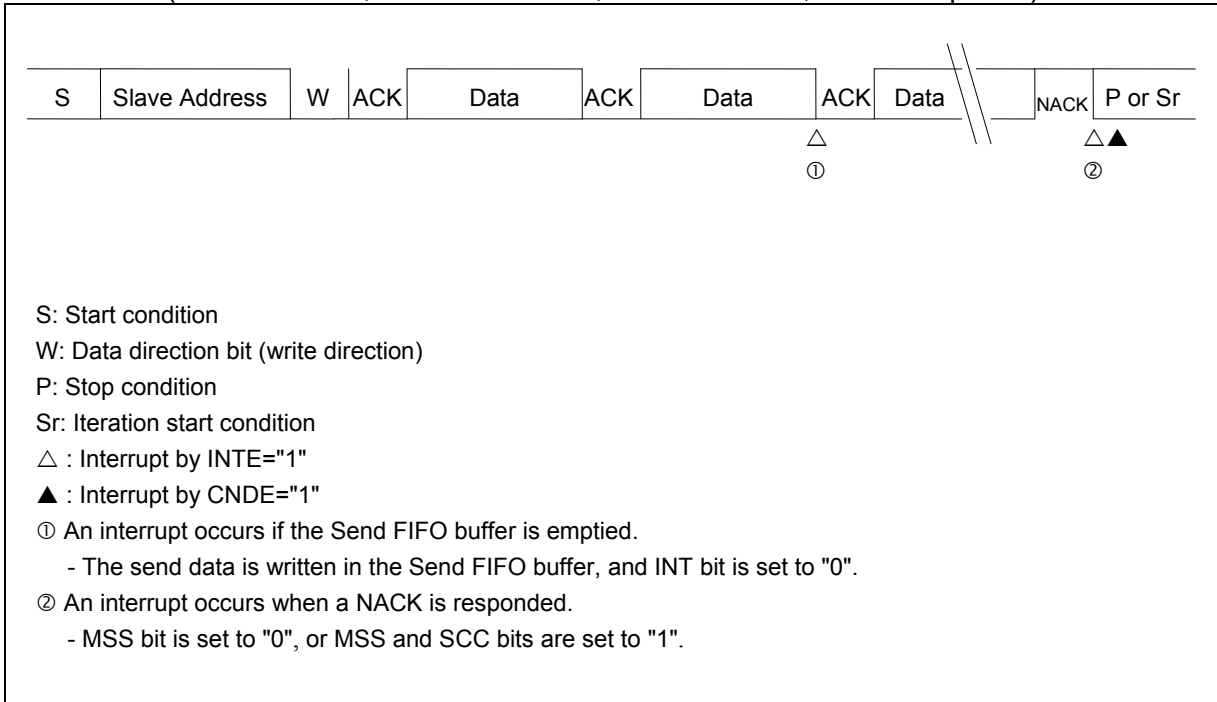 S Slave Address W ACK Data ACK Data ACK Data NACK P or Sr
△ △▲
① ②
S: Start condition
W: Data direction bit (write direction)
P: Stop condition
Sr: Iteration start condition
△ : Interrupt by INTE="1"
▲ : Interrupt by CNDE="1"
① An interrupt occurs if the Send FIFO buffer is emptied.
- The send data is written in the Send FIFO buffer, and INT bit is set to "0".
② An interrupt occurs when a NACK is responded.
- MSS bit is set to "0", or MSS and SCC bits are set to "1".